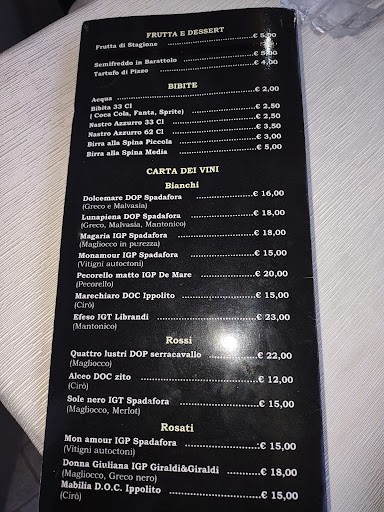 FRUTTA E DESSERT
Frutta di Stagione ....................€ 5,00
Semifreddo in Barattolo ....................€ 5,00
Tartufo di Pizzo ....................€ 4,00
BIBITE
Acqua ....................€ 2,00
Bibita 33 Cl
( Coca Cola, Fanta, Sprite) ....................€ 2,50
Nastro Azzurro 33 Cl ....................€ 2,50
Nastro Azzurro 62 Cl ....................€ 3,50
Birra alla Spina Piccola ....................€ 3,00
Birra alla Spina Media ....................€ 5,00
CARTA DEI VINI
Bianchi
Dolcemare DOP Spadafora ....................€ 16,00
(Greco e Malvasia)
Lunapiena DOP Spadafora ....................€ 18,00
(Greco, Malvasia, Mantonico)
Magaria IGP Spadafora ....................€ 18,00
(Magliocco in purezza)
Monamour IGP Spadafora ....................€ 15,00
(Vitigni autoctoni)
Pecorello matto IGP De Mare ....................€ 20,00
(Pecorello)
Marechiaro DOC Ippolito ....................€ 15,00
(Cirò)
Efeso IGT Librandi ....................€ 23,00
(Mantonico)
Rossi
Quattro lustri DOP serracavallo ....................€ 22,00
(Magliocco)
Alceo DOC zito ....................€ 12,00
(Cirò)
Sole nero IGT Spadafora ....................€ 15,00
(Magliocco, Merlot)
Rosati
Mon amour IGP Spadafora ....................€ 15,00
(Vitigni autoctoni)
Donna Giuliana IGP Giraldi&Giraldi ....................€ 18,00
(Magliocco, Greco nero)
Mabilia D.O.C. Ippolito ....................€ 15,00
(Cirò)